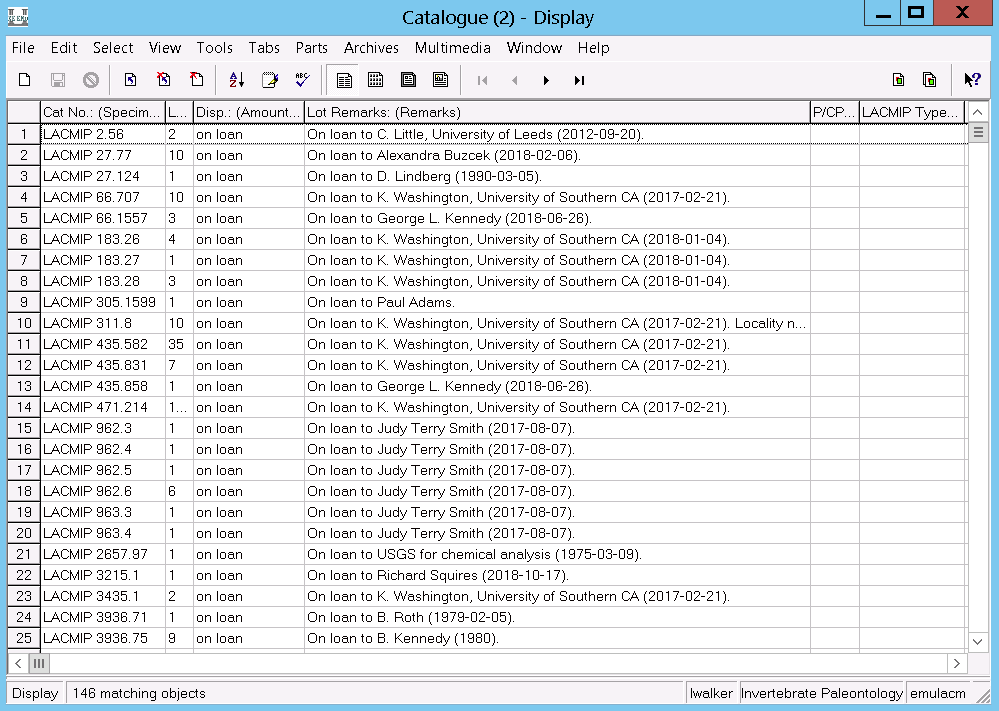 Catalogue (2) - Display
File Edit Select View Tools Tabs Parts Archives Multimedia Window Help
Cat No.: (Specim... L... Disp.: (Amount... Lot Remarks: (Remarks) P/CP... LACMIP Type...
1 LACMIP 2.56 2 on loan On loan to C. Little, University of Leeds (2012-09-20).
2 LACMIP 27.77 10 on loan On loan to Alexandra Buzcek (2018-02-06).
3 LACMIP 27.124 1 on loan On loan to D. Lindberg (1990-03-05).
4 LACMIP 66.707 10 on loan On loan to K. Washington, University of Southern CA (2017-02-21).
5 LACMIP 66.1557 3 on loan On loan to George L. Kennedy (2018-06-26).
6 LACMIP 183.26 4 on loan On loan to K. Washington, University of Southern CA (2018-01-04).
7 LACMIP 183.27 1 on loan On loan to K. Washington, University of Southern CA (2018-01-04).
8 LACMIP 183.28 3 on loan On loan to K. Washington, University of Southern CA (2018-01-04).
9 LACMIP 305.1599 1 on loan On loan to Paul Adams.
10 LACMIP 311.8 10 on loan On loan to K. Washington, University of Southern CA (2017-02-21). Locality n...
11 LACMIP 435.582 35 on loan On loan to K. Washington, University of Southern CA (2017-02-21).
12 LACMIP 435.831 7 on loan On loan to K. Washington, University of Southern CA (2017-02-21).
13 LACMIP 435.858 1 on loan On loan to George L. Kennedy (2018-06-26).
14 LACMIP 471.214 1... on loan On loan to K. Washington, University of Southern CA (2017-02-21).
15 LACMIP 962.3 1 on loan On loan to Judy Terry Smith (2017-08-07).
16 LACMIP 962.4 1 on loan On loan to Judy Terry Smith (2017-08-07).
17 LACMIP 962.5 1 on loan On loan to Judy Terry Smith (2017-08-07).
18 LACMIP 962.6 6 on loan On loan to Judy Terry Smith (2017-08-07).
19 LACMIP 963.3 1 on loan On loan to Judy Terry Smith (2017-08-07).
20 LACMIP 963.4 1 on loan On loan to Judy Terry Smith (2017-08-07).
21 LACMIP 2657.97 1 on loan On loan to USGS for chemical analysis (1975-03-09).
22 LACMIP 3215.1 1 on loan On loan to Richard Squires (2018-10-17).
23 LACMIP 3435.1 2 on loan On loan to K. Washington, University of Southern CA (2017-02-21).
24 LACMIP 3936.71 1 on loan On loan to B. Roth (1979-02-05).
25 LACMIP 3936.75 9 on loan On loan to B. Kennedy (1980).
Display 146 matching objects lwalker Invertebrate Paleontology emulacm